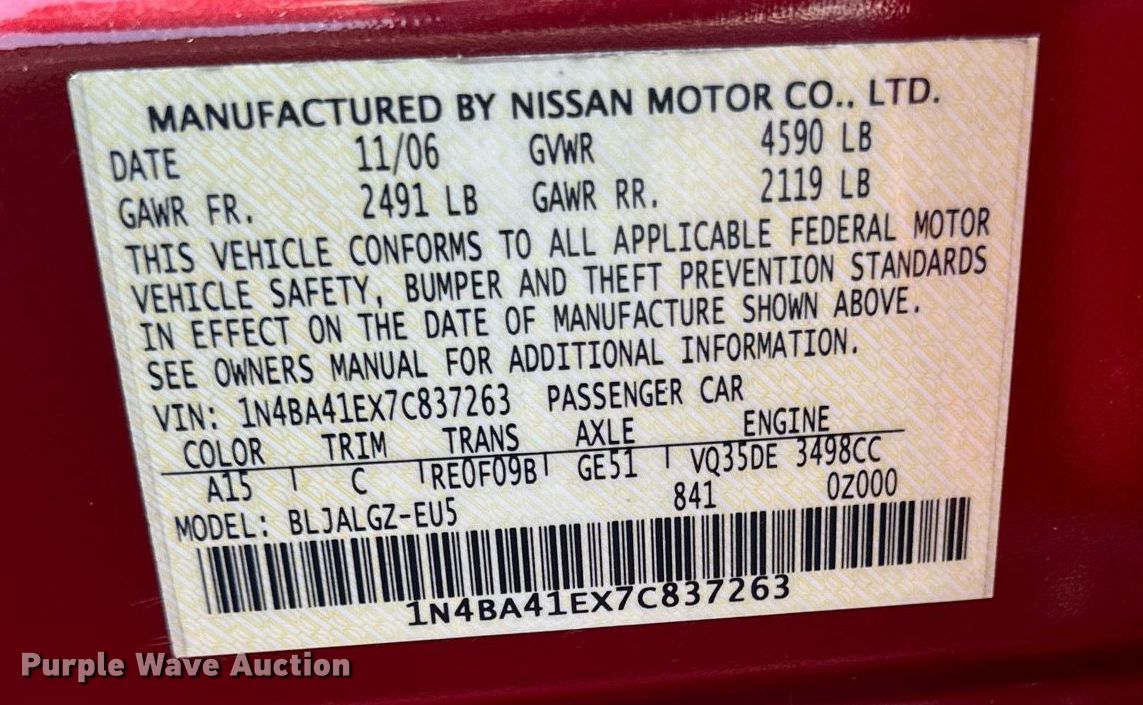 MANUFACTURED BY NISSAN MOTOR CO., LTD.
DATE 11/06 GVWR 4590 LB
GAWR FR. 2491 LB GAWR RR. 2119 LB
THIS VEHICLE CONFORMS TO ALL APPLICABLE FEDERAL MOTOR
VEHICLE SAFETY, BUMPER AND THEFT PREVENTION STANDARDS
IN EFFECT ON THE DATE OF MANUFACTURE SHOWN ABOVE.
SEE OWNERS MANUAL FOR ADDITIONAL INFORMATION.
VIN: 1N4BA41EX7C837263 PASSENGER CAR
COLOR TRIM TRANS AXLE ENGINE
A15 C RE0F09B GE51 VQ35DE 3498CC
841 0Z000
MODEL: BLJALGZ-EU5
1N4BA41EX7C837263
Purple Wave Auction